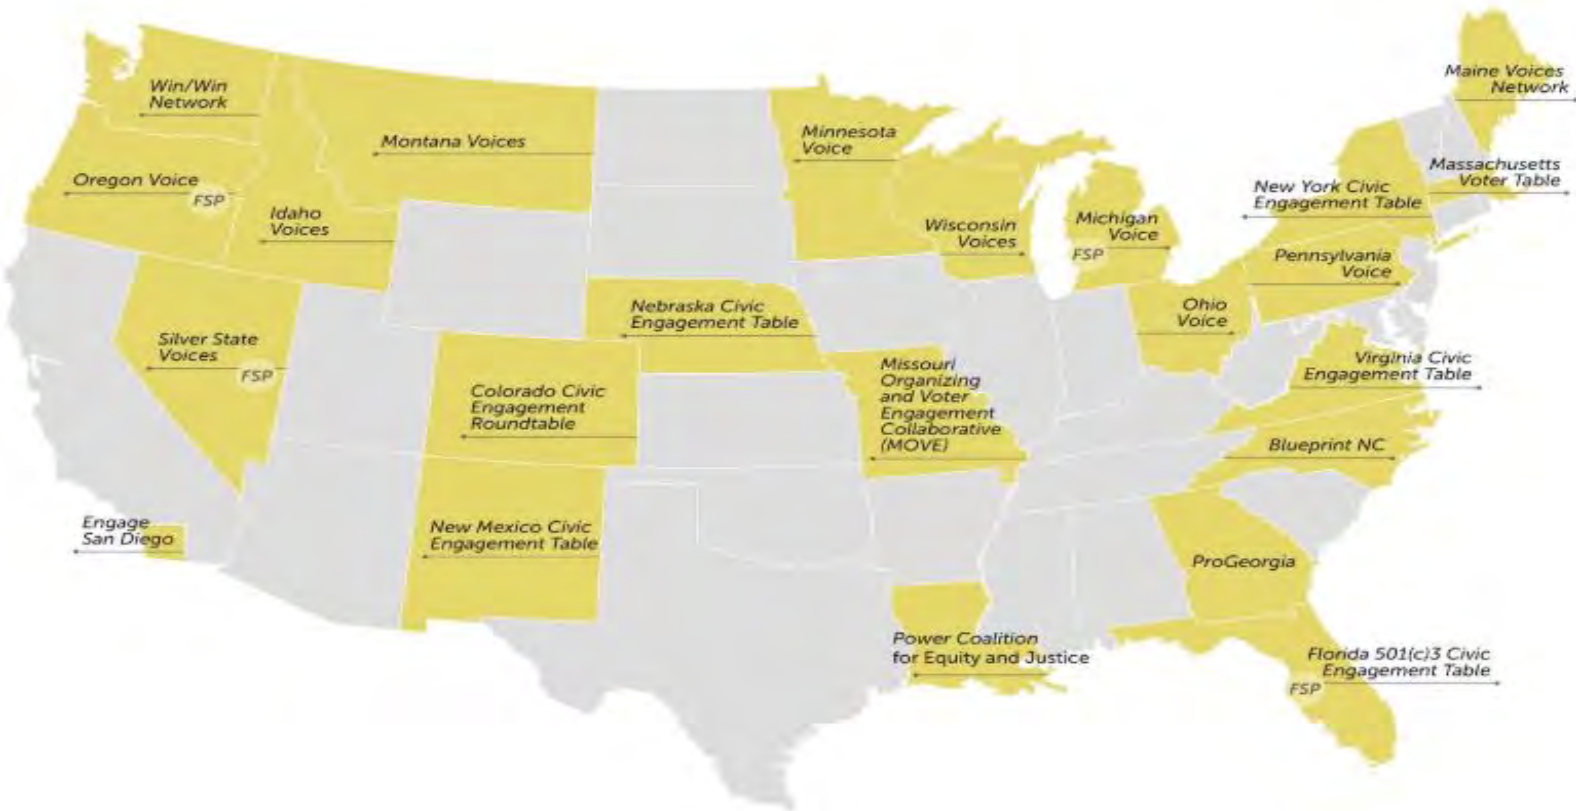 Win/Win
Network
Montana Voices
Oregon Voice
FSP
Idaho
Voices
Minnesota
Voice
Wisconsin
Voices
Michigan
Voice
FSP
Maine Voices
Network
Massachusetts
Voter Table
New York Civic
Engagement Table
Pennsylvania
Voice
Ohio
Voice
Nebraska Civic
Engagement Table
Silver State
Voices
FSP
Colorado Civic
Engagement
Roundtable
Missouri
Organizing
and Voter
Engagement
Collaborative
(MOVE)
Virginia Civic
Engagement Table
Blueprint NC
Engage
San Diego
New Mexico Civic
Engagement Table
ProGeorgia
Power Coalition
for Equity and Justice
Florida 501(c)3 Civic
Engagement Table
FSP